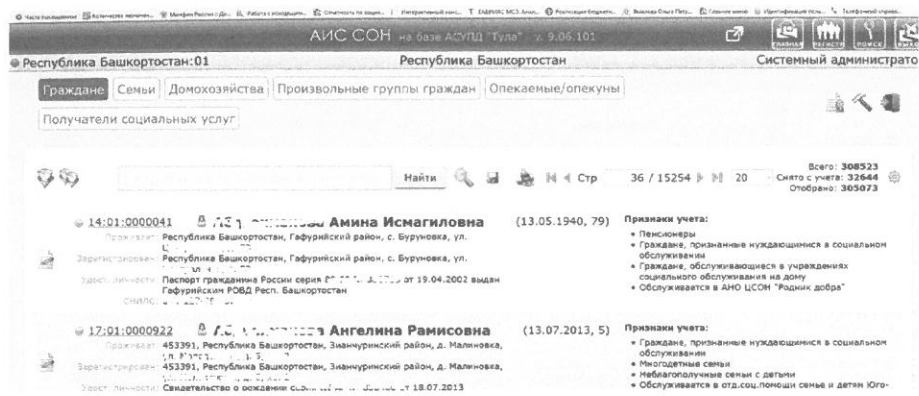 АИС СОН на базе АСУПД "Тула" v. 9.06.101
ГЛАВНАЯ РЕГИСТР ПОИСК
Республика Башкортостан:01 Республика Башкортостан Системный администрато
Граждане Семьи Домохозяйства Произвольные группы граждан Опекаемые/опекуны
Получатели социальных услуг
Найти Стр 36 / 15254 20
Всего: 308523
Снято с учета: 32644
Отобрано: 305073
14:01:0000041 Амина Исмагиловна (13.05.1940, 79) Признаки учета:
Проживает: Республика Башкортостан, Гафурийский район, с. Буруновка, ул.
Зарегистрирован: Республика Башкортостан, Гафурийский район, с. Буруновка, ул.
Удост. личности: Паспорт гражданина России серия от 19.04.2002 выдан
Гафурийским РОВД Респ. Башкортостан
СНИЛС:
• Пенсионеры
• Граждане, признанные нуждающимися в социальном
обслуживании
• Граждане, обслуживающиеся в учреждениях
социального обслуживания на дому
• Обслуживается в АНО ЦСОН "Родник добра"
17:01:0000922 Ангелина Рамисовна (13.07.2013, 5) Признаки учета:
Проживает: 453391, Республика Башкортостан, Зианчуринский район, д. Малиновка,
Зарегистрирован: 453391, Республика Башкортостан, Зианчуринский район, д. Малиновка,
Удост. личности: Свидетельство о рождении от 18.07.2013
• Граждане, признанные нуждающимися в социальном
обслуживании
• Многодетные семьи
• Неблагополучные семьи с детьми
• Обслуживается в отд.соц.помощи семье и детям Юго-